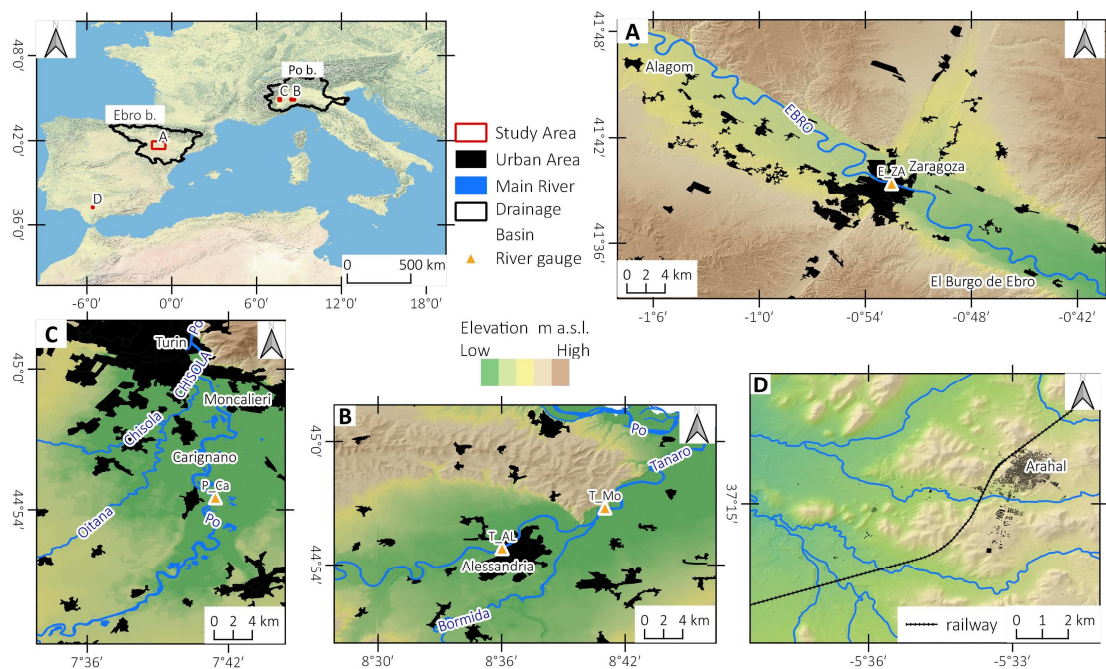 N
48°0′
42°0′
36°0′
Po b.
C B
Ebro b.
A
D
0 500 km
-6°0′ 0°0′ 6°0′ 12°0′ 18°0′
Study Area
Urban Area
Main River
Drainage
Basin
River gauge
Elevation m a.s.l.
Low High
A
N
41°48′
41°42′
41°36′
Alagom
EBRO
E_ZA
Zaragoza
El Burgo de Ebro
0 2 4 km
-1°6′ -1°0′ -0°54′ -0°48′ -0°42′
C
N
Po
Turin
CHISOLA
45°0′
Moncalieri
Chisola
Carignano
P_Ca
Po
44°54′
Oitana
0 2 4 km
7°36′ 7°42′
B
N
Po
45°0′
Tanaro
T_Mo
T_AL
Alessandria
44°54′
Bormida
0 2 4 km
8°30′ 8°36′ 8°42′
D
N
Arahal
37°15′
railway
0 1 2 km
-5°36′ -5°33′